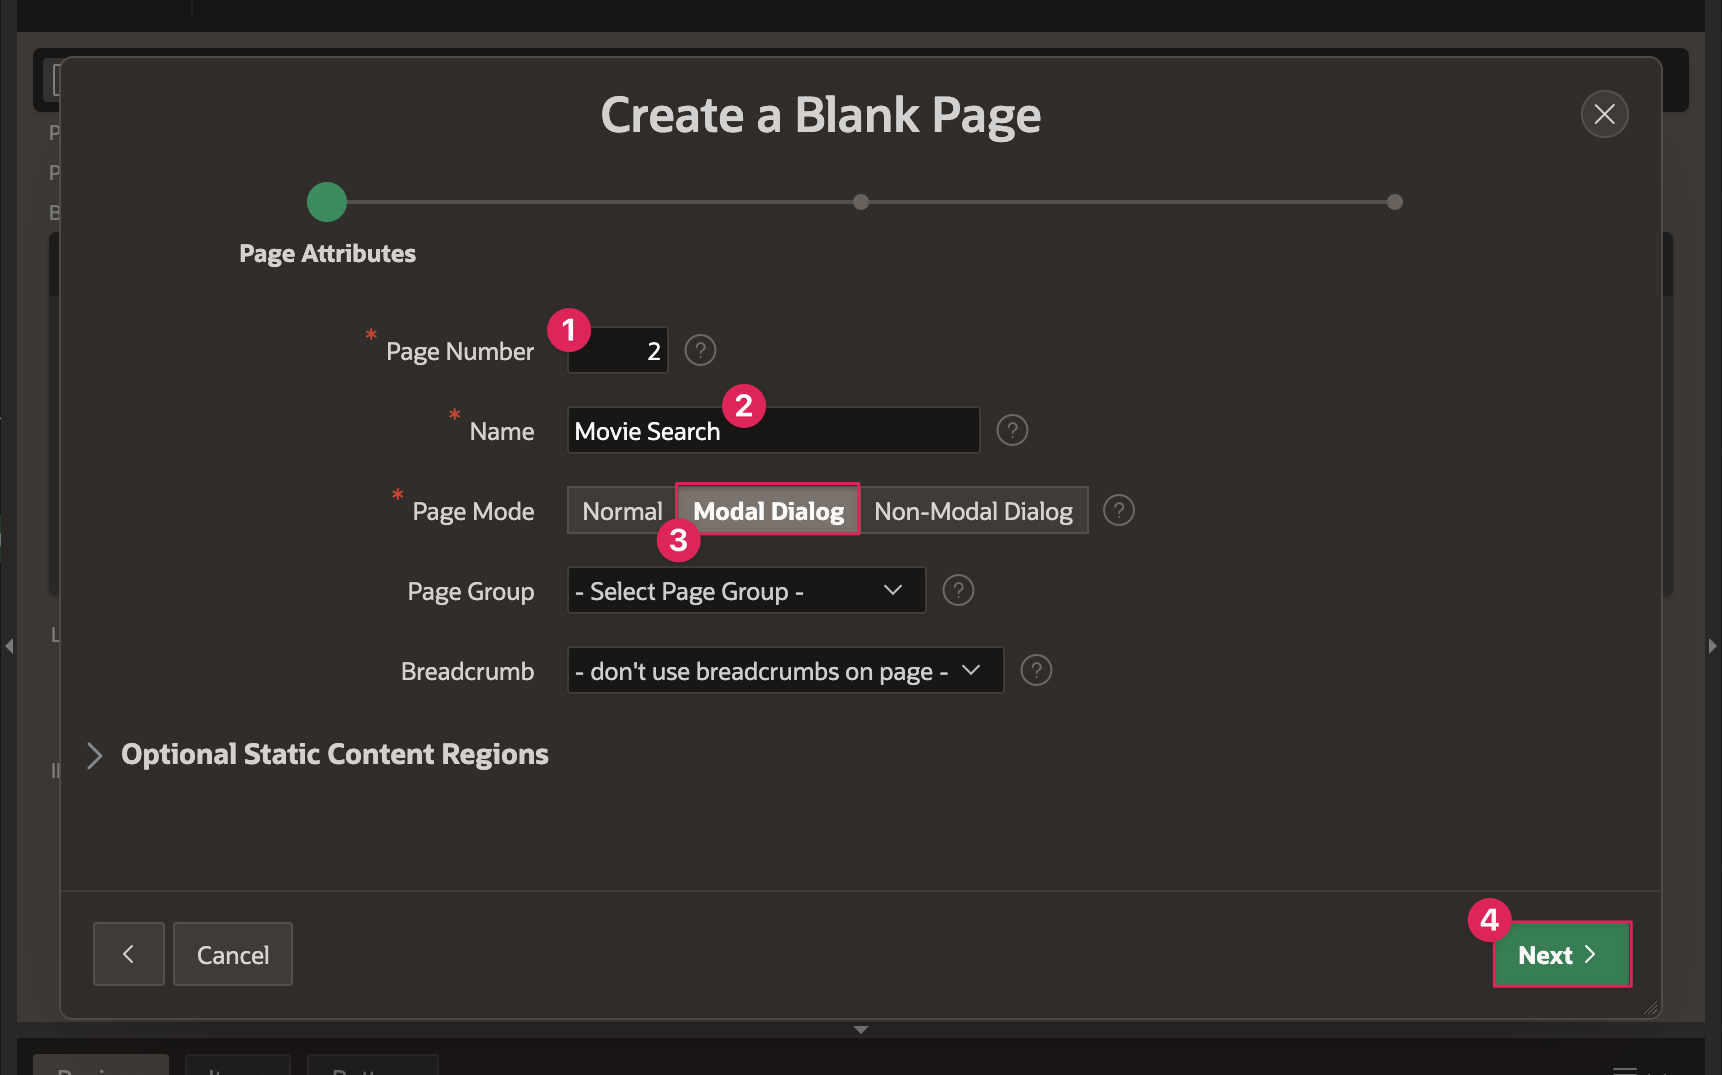 Create a Blank Page
Page Attributes
* Page Number 1 2 ?
* Name Movie Search 2 ?
* Page Mode Normal Modal Dialog Non-Modal Dialog ?
3
Page Group - Select Page Group - ?
Breadcrumb - don't use breadcrumbs on page - ?
Optional Static Content Regions
Cancel
4
Next